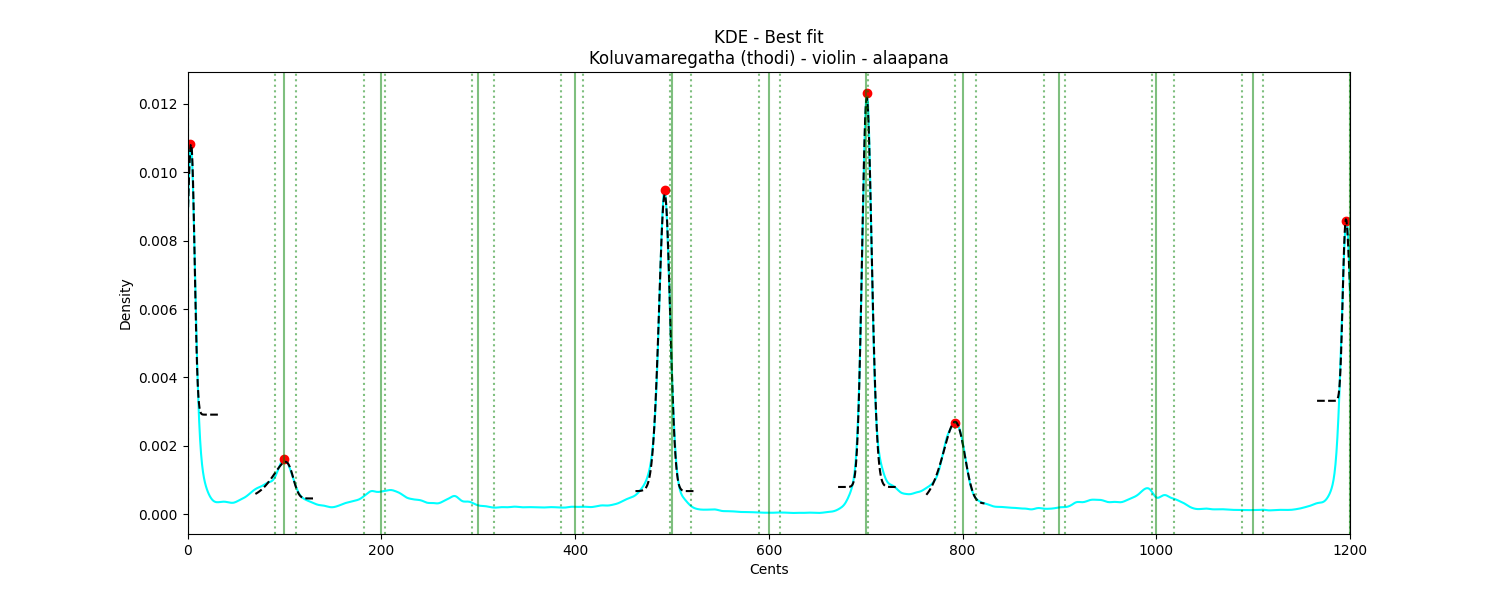 KDE - Best fit
Koluvamaregatha (thodi) - violin - alaapana
Density
0.012
0.010
0.008
0.006
0.004
0.002
0.000
0 200 400 600 800 1000 1200
Cents